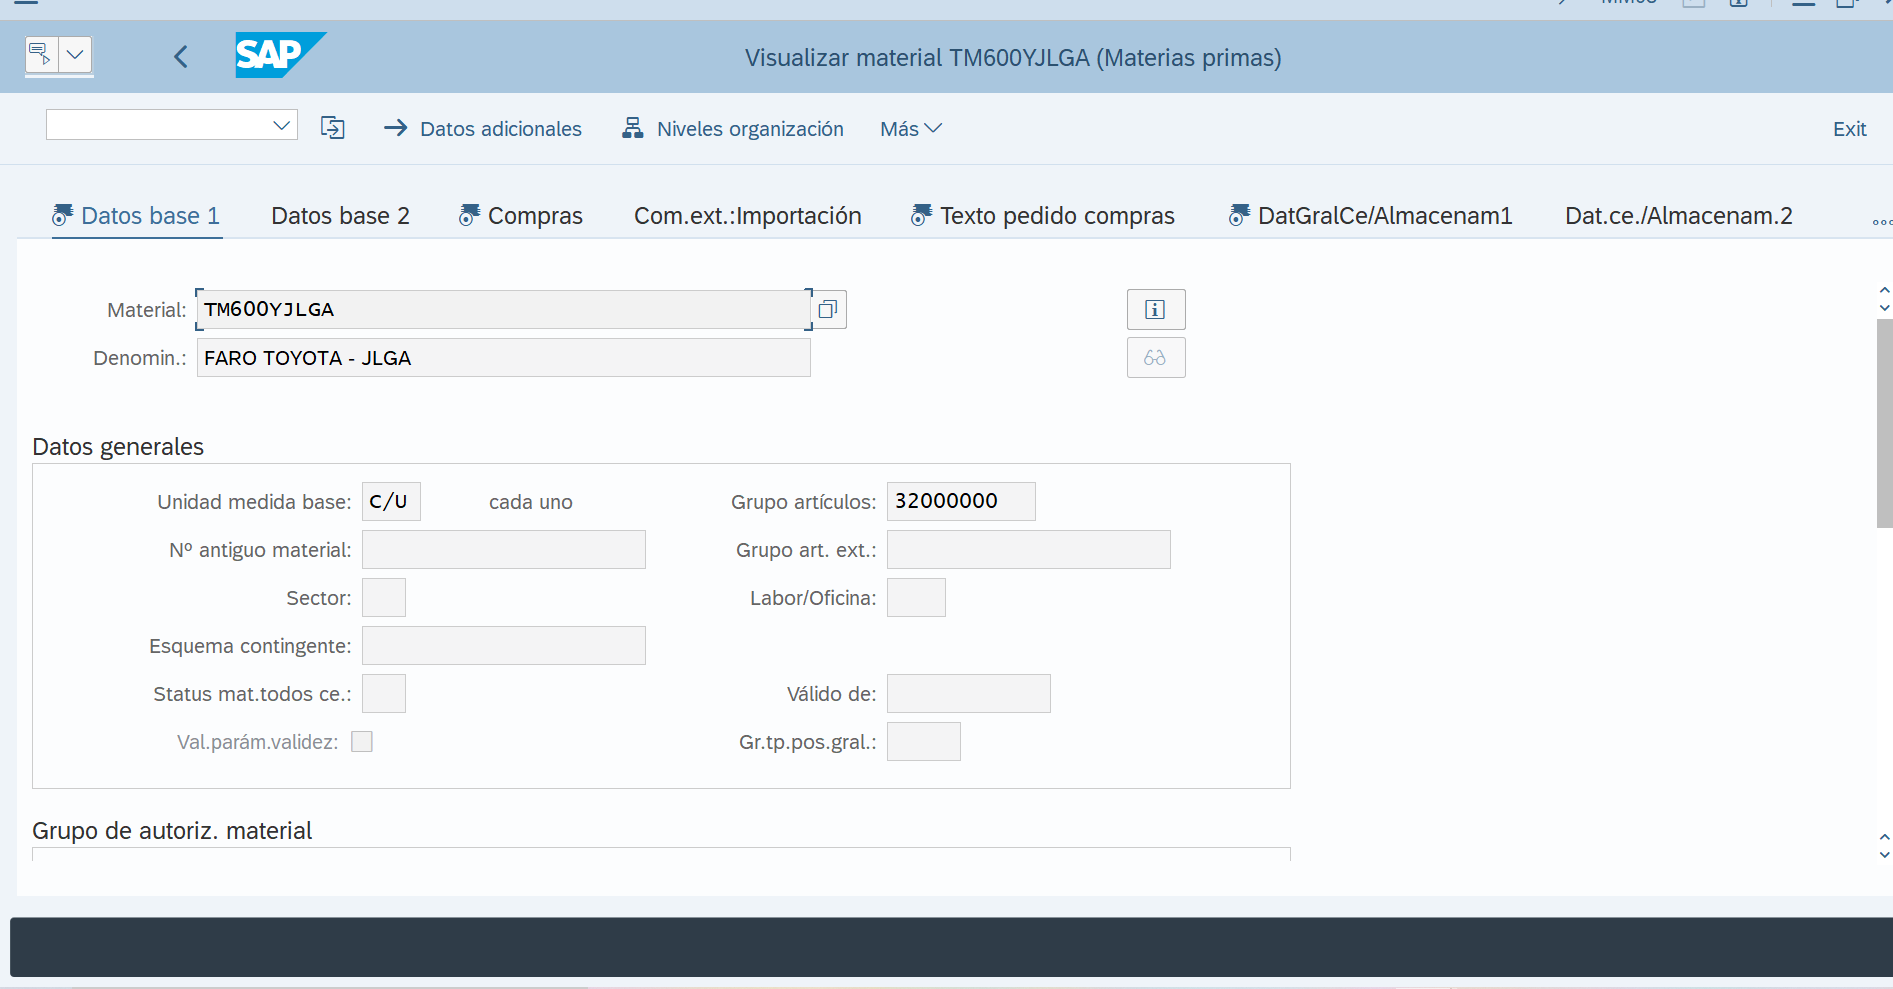 SAP
Visualizar material TM600YJLGA (Materias primas)
Datos adicionales
Niveles organización
Más
Exit
Datos base 1
Datos base 2
Compras
Com.ext.:Importación
Texto pedido compras
DatGralCe/Almacenam1
Dat.ce./Almacenam.2
Material: TM600YJLGA
Denomin.: FARO TOYOTA - JLGA
Datos generales
Unidad medida base: C/U cada uno Grupo artículos: 32000000
Nº antiguo material: Grupo art. ext.:
Sector: Labor/Oficina:
Esquema contingente:
Status mat.todos ce.: Válido de:
Val.parám.validez: Gr.tp.pos.gral.:
Grupo de autoriz. material